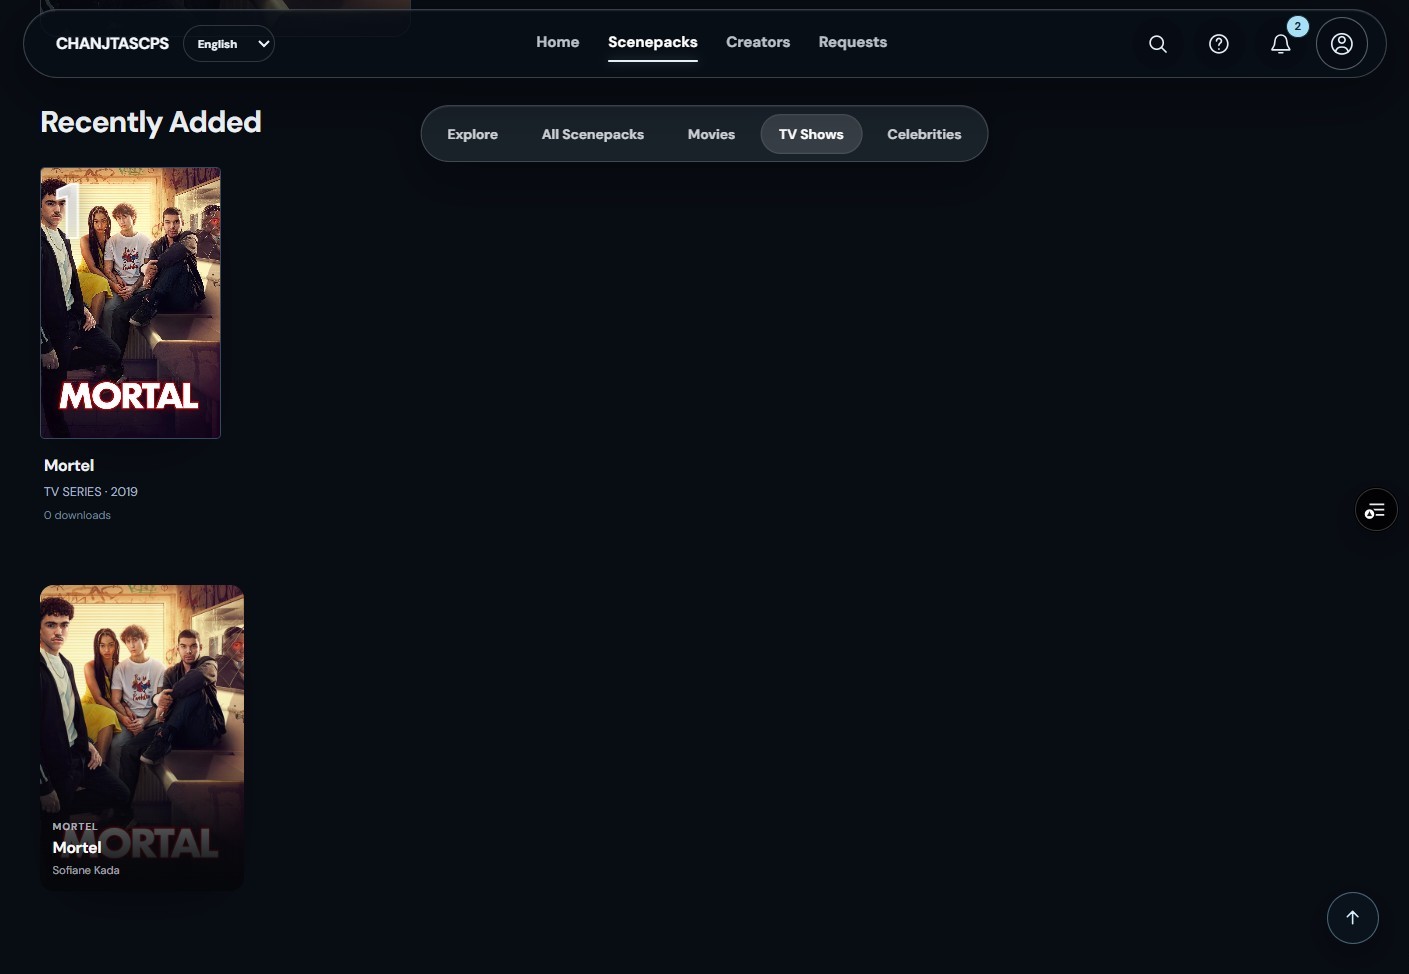 CHANJTASCPS
English
Home
Scenepacks
Creators
Requests
2
Recently Added
Explore
All Scenepacks
Movies
TV Shows
Celebrities
1
MORTAL
Mortel
TV SERIES · 2019
0 downloads
MORTAL
MORTEL
Mortel
Sofiane Kada